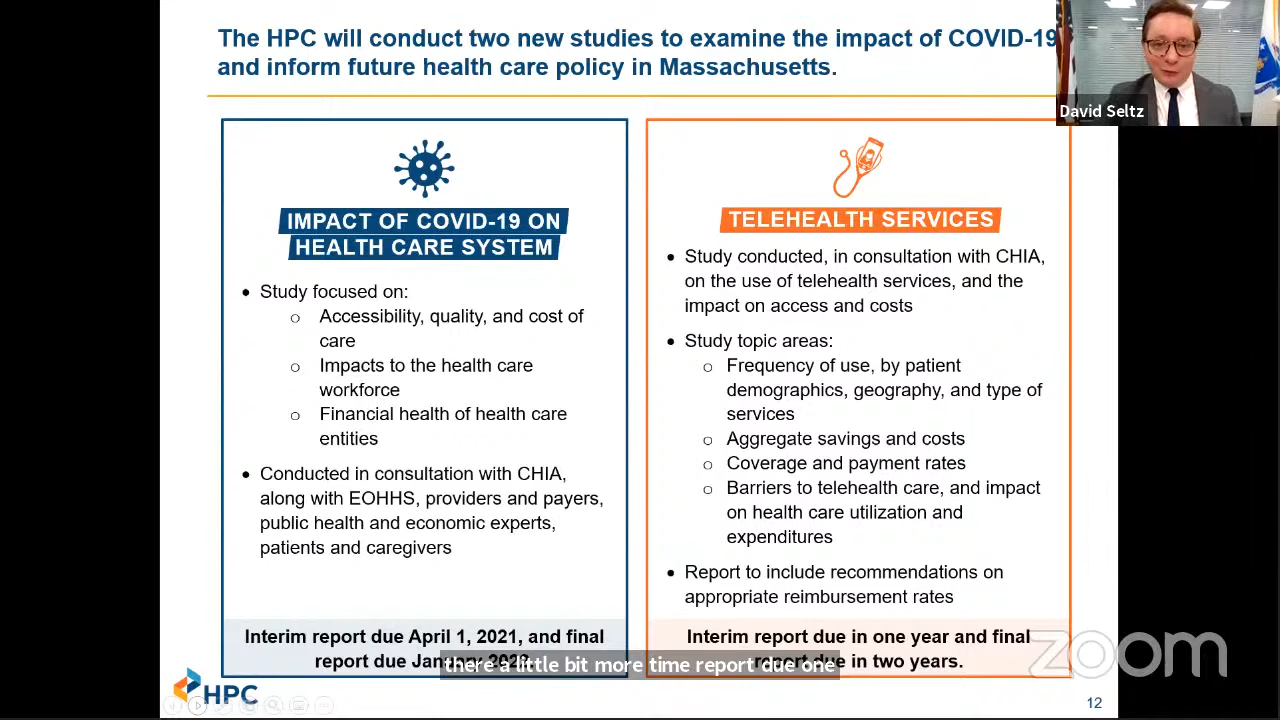 The HPC will conduct two new studies to examine the impact of COVID-19
and inform future health care policy in Massachusetts.
David Seltz
IMPACT OF COVID-19 ON
HEALTH CARE SYSTEM
• Study focused on:
o Accessibility, quality, and cost of
care
o Impacts to the health care
workforce
o Financial health of health care
entities
• Conducted in consultation with CHIA,
along with EOHHS, providers and payers,
public health and economic experts,
patients and caregivers
Interim report due April 1, 2021, and final
report due
TELEHEALTH SERVICES
• Study conducted, in consultation with CHIA,
on the use of telehealth services, and the
impact on access and costs
• Study topic areas:
o Frequency of use, by patient
demographics, geography, and type of
services
o Aggregate savings and costs
o Coverage and payment rates
o Barriers to telehealth care, and impact
on health care utilization and
expenditures
• Report to include recommendations on
appropriate reimbursement rates
Interim report due in one year and final
report due in two years.
there a little bit more time report due one
zoom
HPC
12